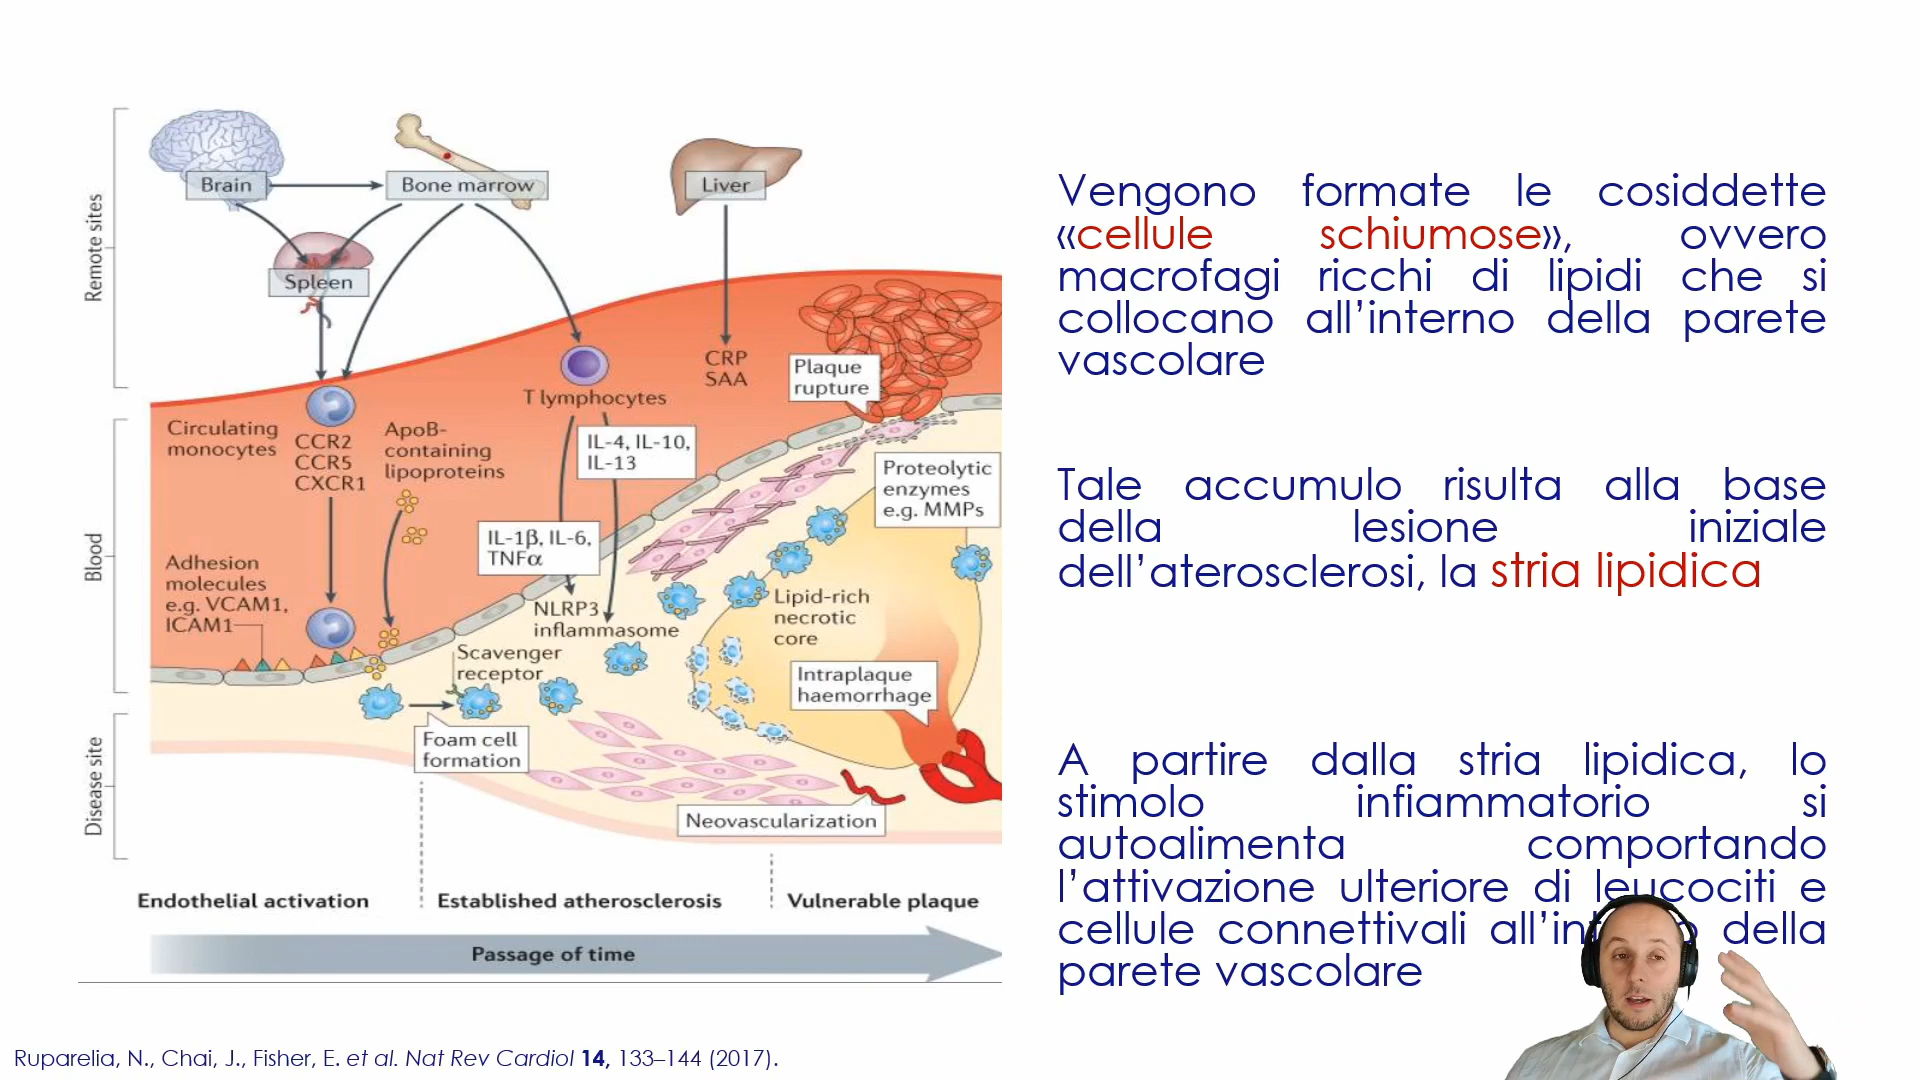 Remote sites
Brain
Bone marrow
Liver
Spleen
Blood
CRP
SAA
Plaque
rupture
T lymphocytes
Circulating
monocytes
CCR2
CCR5
CXCR1
ApoB-
containing
lipoproteins
IL-4, IL-10,
IL-13
Proteolytic
enzymes
e.g. MMPs
IL-1β, IL-6,
TNFα
Adhesion
molecules
e.g. VCAM1,
ICAM1
NLRP3
inflammasome
Lipid-rich
necrotic
core
Scavenger
receptor
Intraplaque
haemorrhage
Disease site
Foam cell
formation
Neovascularization
Endothelial activation
Established atherosclerosis
Vulnerable plaque
Passage of time
Vengono formate le cosiddette
«cellule schiumose», ovvero
macrofagi ricchi di lipidi che si
collocano all’interno della parete
vascolare
Tale accumulo risulta alla base
della lesione iniziale
dell’aterosclerosi, la stria lipidica
A partire dalla stria lipidica, lo
stimolo infiammatorio si
autoalimenta comportando
l’attivazione ulteriore di leucociti e
cellule connettivali della
parete vascolare
Ruparelia, N., Chai, J., Fisher, E. et al. Nat Rev Cardiol 14, 133–144 (2017).